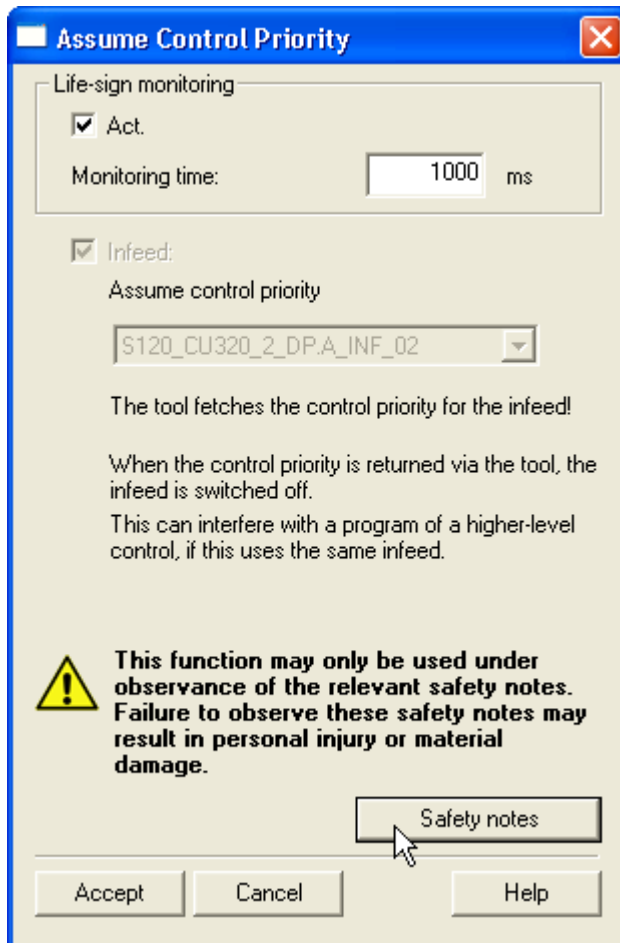 Assume Control Priority
Life-sign monitoring
Act.
Monitoring time: 1000 ms
Infeed:
Assume control priority
S120_CU320_2_DP.A_INF_02
The tool fetches the control priority for the infeed!
When the control priority is returned via the tool, the
infeed is switched off.
This can interfere with a program of a higher-level
control, if this uses the same infeed.
This function may only be used under
observance of the relevant safety notes.
Failure to observe these safety notes may
result in personal injury or material
damage.
Safety notes
Accept Cancel Help